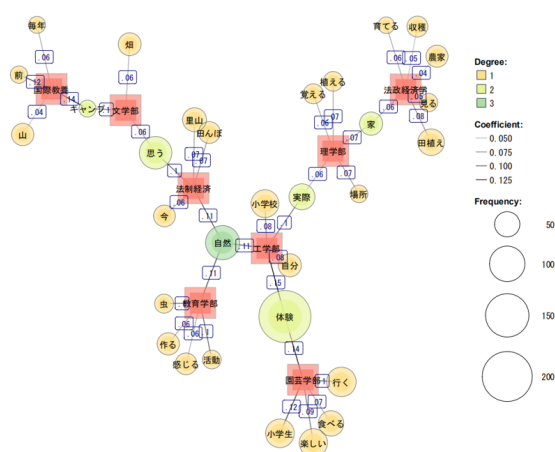 毎年
育てる
収穫
畑
.06
.06
.05
農家
Degree:
前
.12
国際教養
.06
植える
.04
法政経済学
1
.14
キャンプ
.1
文学部
覚える
.05
見る
2
.04
里山
.06
.07
.06
3
山
.06
田んぼ
家
.08
田植え
Coefficient:
思う
.07
理学部
.07
0.050
.07
0.075
.1
.06
.07
0.100
法制経済
0.125
.06
小学校
実際
場所
Frequency:
今
.11
.08
.1
50
自然
.11
工学部
.08
自分
100
.11
.15
虫
教育学部
体験
150
.06
作る
.06
.1
感じる
活動
.14
200
園芸学部
.1
行く
.12
.07
.09
食べる
小学生
楽しい